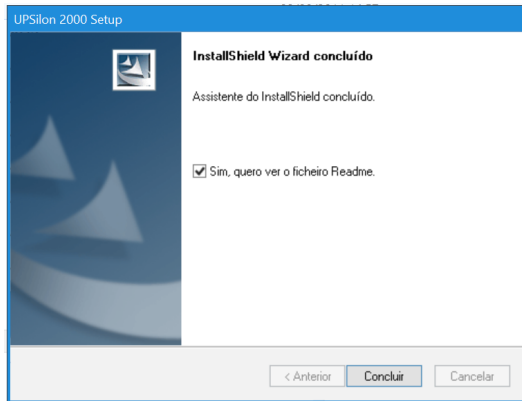 UPSilon 2000 Setup
InstallShield Wizard concluído
Assistente do InstallShield concluído.
Sim, quero ver o ficheiro Readme.
< Anterior
Concluir
Cancelar